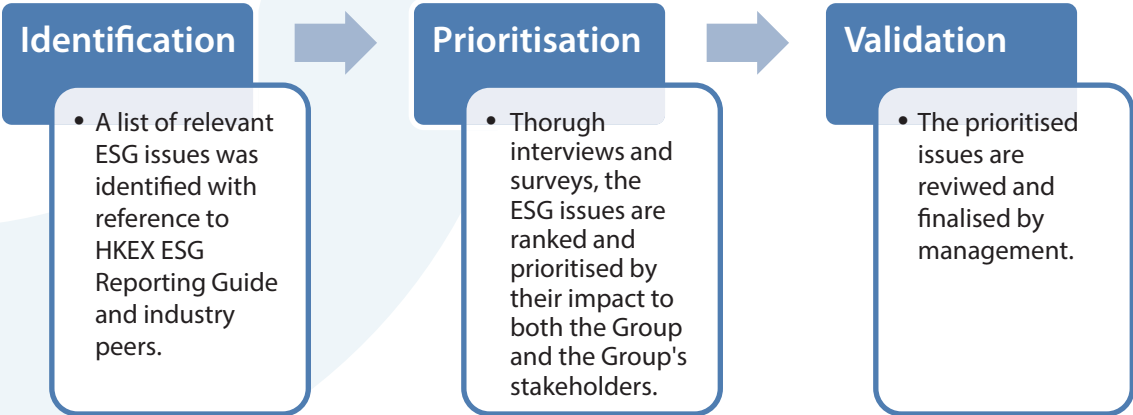 Identification
• A list of relevant
ESG issues was
identified with
reference to
HKEX ESG
Reporting Guide
and industry
peers.
Prioritisation
• Thorugh
interviews and
surveys, the
ESG issues are
ranked and
prioritised by
their impact to
both the Group
and the Group's
stakeholders.
Validation
• The prioritised
issues are
reviwed and
finalised by
management.